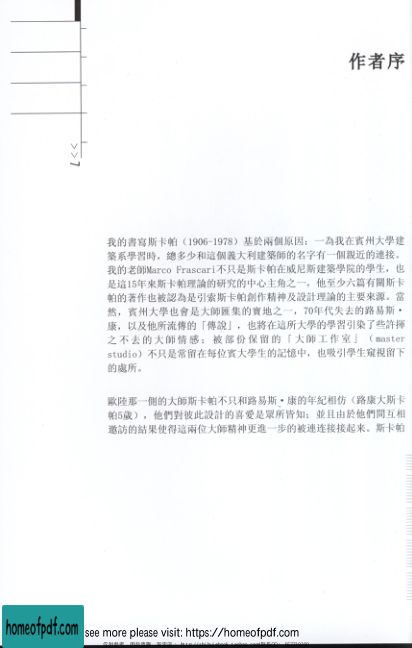 作者序
>>7
我的書寫斯卡帕（1906-1978）基於兩個原因：一為我在賓州大學建
築系學習時，總多少和這個義大利建築師的名字有一個親近的連接。
我的老師Marco Frascari不只是斯卡帕在威尼斯建築學院的學生，也
是這15年來斯卡帕理論的研究的中心主角之一，他至少六篇有關斯卡
帕的著作也被認為是引索斯卡帕創作精神及設計理論的主要來源。當
然，賓州大學也會是大師匯集的寶地之一，70年代失去的路易斯•
康，以及他所流傳的「傳說」，也將在這所大學的學習引染了些許揮
之不去的大師情感；被部份保留的「大師工作室」（master
studio）不只是常留在每位賓大學生的記憶中，也吸引學生窺視留下
的處所。
歐陸那一側的大師斯卡帕不只和路易斯•康的年紀相仿（路康大斯卡
帕5歲），他們對彼此設計的喜愛是眾所皆知；並且由於他們間互相
邀訪的結果使得這兩位大師精神更進一步的被連連接接起來。斯卡帕
homeofpdf.com
see more please visit: https://homeofpdf.com